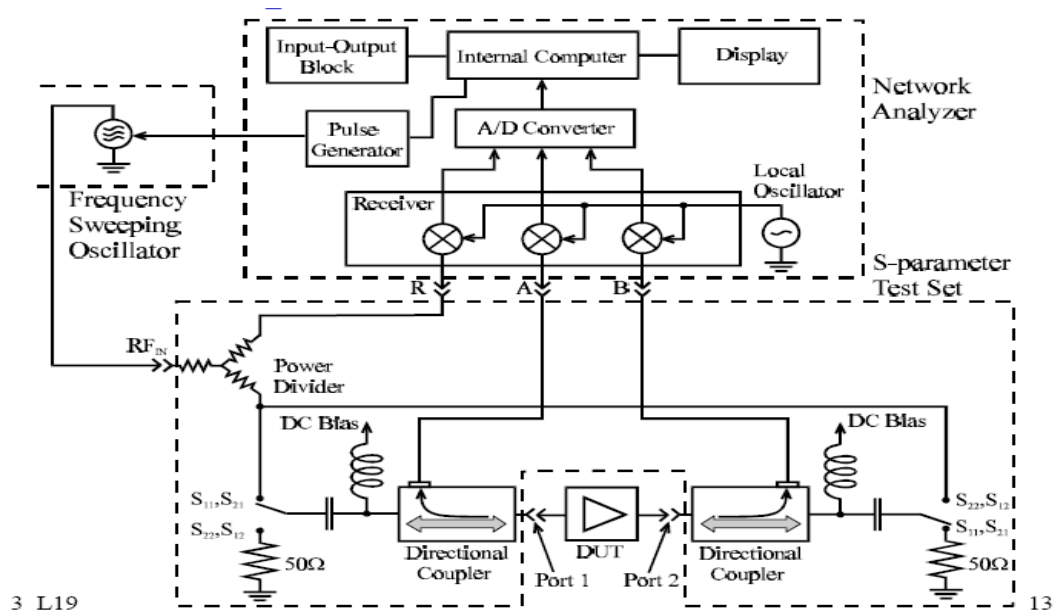 Input-Output
Block
Internal Computer
Display
Network
Analyzer
Pulse
Generator
A/D Converter
Frequency
Sweeping
Oscillator
Receiver
Local
Oscillator
S-parameter
Test Set
R
A
B
RFIN
Power
Divider
DC Bias
DC Bias
S11,S21
S22,S12
50Ω
Directional
Coupler
DUT
Port 1
Port 2
Directional
Coupler
S22,S12
S11,S21
50Ω
3 L19
13